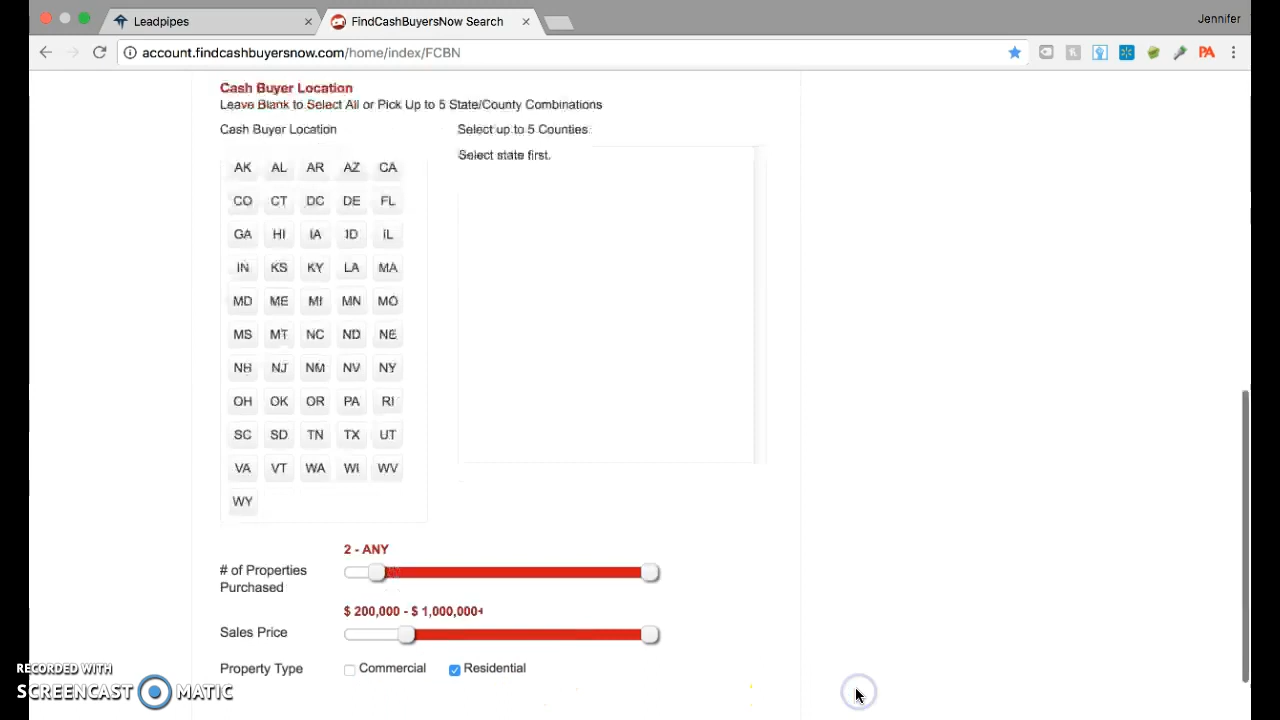 Leadpipes
FindCashBuyersNow Search
Jennifer
account.findcashbuyersnow.com/home/index/FCBN
PA
Cash Buyer Location
Leave Blank to Select All or Pick Up to 5 State/County Combinations
Cash Buyer Location
Select up to 5 Counties
Select state first.
AK AL AR AZ CA
CO CT DC DE FL
GA HI IA ID IL
IN KS KY LA MA
MD ME MI MN MO
MS MT NC ND NE
NH NJ NM NV NY
OH OK OR PA RI
SC SD TN TX UT
VA VT WA WI WV
WY
2 - ANY
# of Properties
Purchased
$ 200,000 - $ 1,000,000+
Sales Price
Property Type
Commercial
Residential
RECORDED WITH
SCREENCAST MATIC